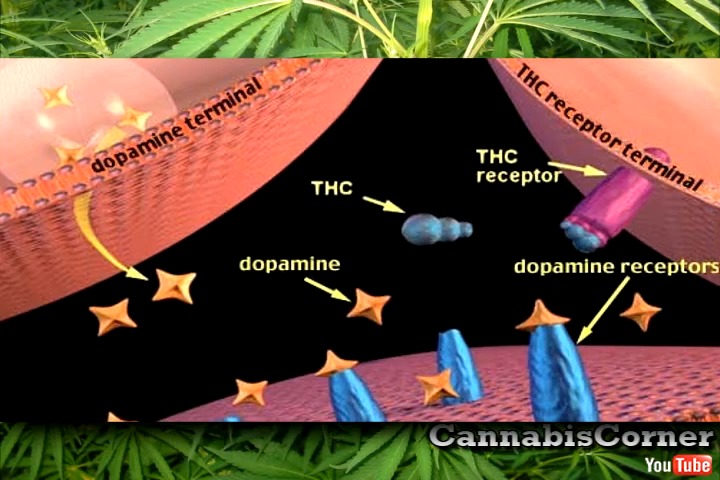 dopamine terminal
THC receptor terminal
THC
receptor
THC
dopamine
dopamine receptors
CannabisCorner
YouTube